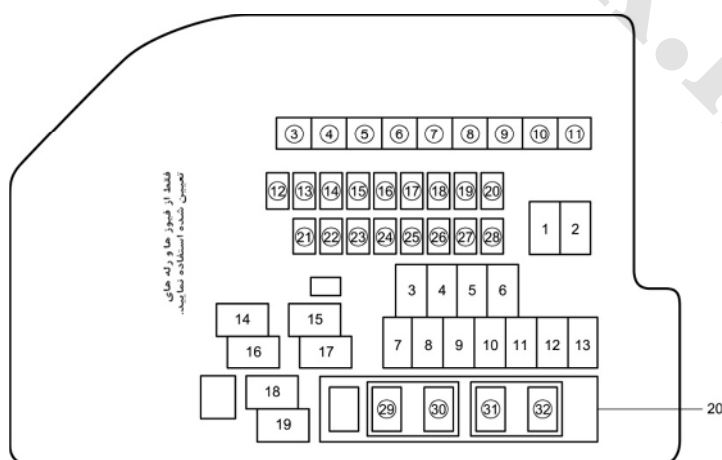 ③ ④ ⑤ ⑥ ⑦ ⑧ ⑨ ⑩ ⑪
⑫ ⑬ ⑭ ⑮ ⑯ ⑰ ⑱ ⑲ ⑳
1 2
㉑ ㉒ ㉓ ㉔ ㉕ ㉖ ㉗ ㉘
فقط از فیوز ها و رله های
تعیین شده استفاده نمایید.
3 4 5 6
14 15
7 8 9 10 11 12 13
16 17
18
19
㉙ ㉚ ㉛ ㉜
20